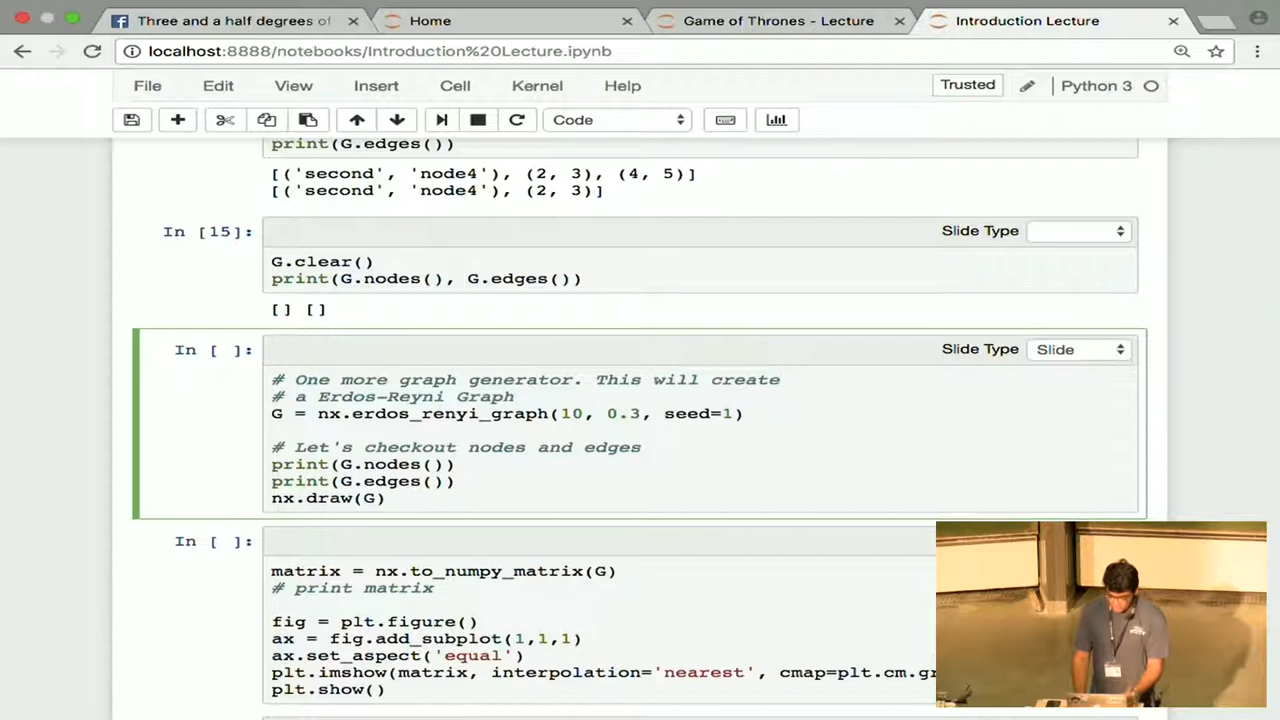 Three and a half degrees of
Home
Game of Thrones - Lecture
Introduction Lecture
localhost:8888/notebooks/Introduction%20Lecture.ipynb
File Edit View Insert Cell Kernel Help Trusted Python 3
Code
print(G.edges())
[('second', 'node4'), (2, 3), (4, 5)]
[('second', 'node4'), (2, 3)]
In [15]:
Slide Type
G.clear()
print(G.nodes(), G.edges())
[] []
In [ ]:
Slide Type Slide
# One more graph generator. This will create
# a Erdos-Reyni Graph
G = nx.erdos_renyi_graph(10, 0.3, seed=1)
# Let's checkout nodes and edges
print(G.nodes())
print(G.edges())
nx.draw(G)
In [ ]:
matrix = nx.to_numpy_matrix(G)
# print matrix
fig = plt.figure()
ax = fig.add_subplot(1,1,1)
ax.set_aspect('equal')
plt.imshow(matrix, interpolation='nearest', cmap=plt.cm.gr
plt.show()